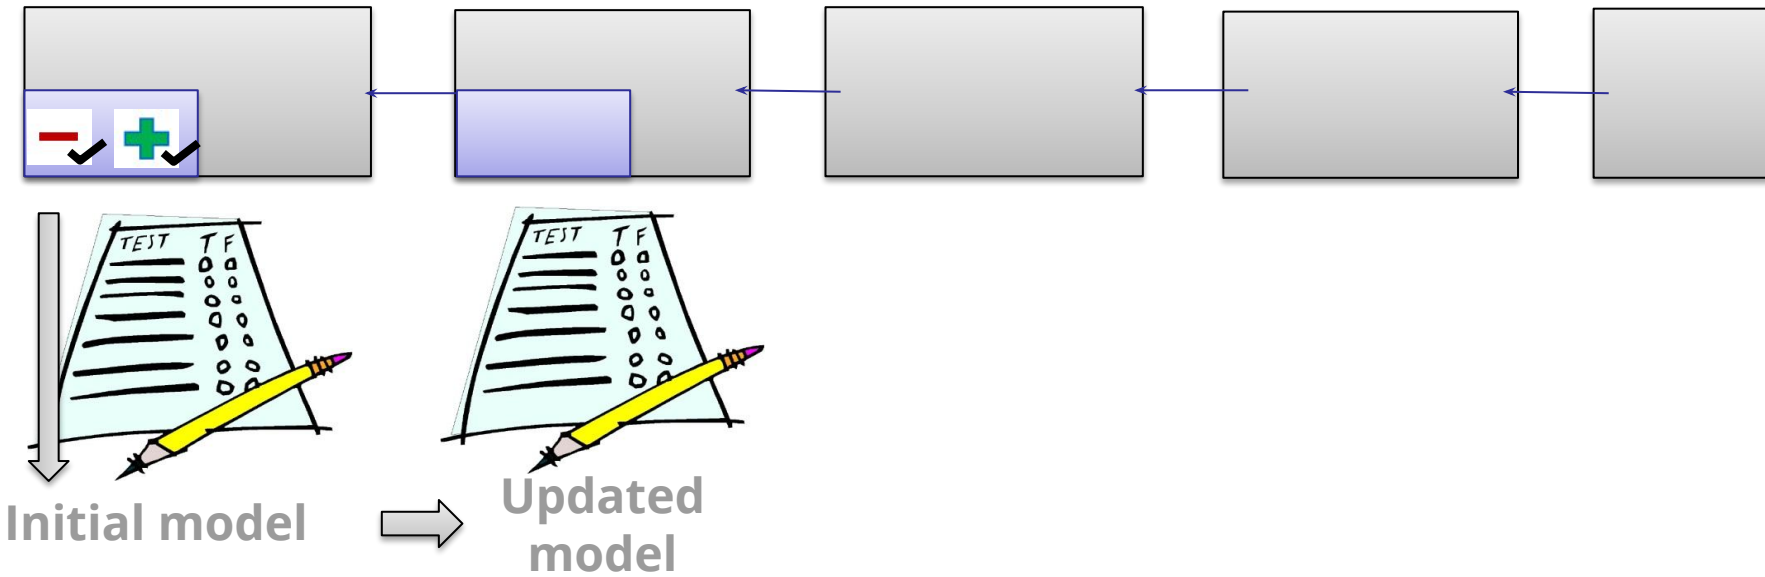 TEST T F
TEST T F
Initial model
Updated
model